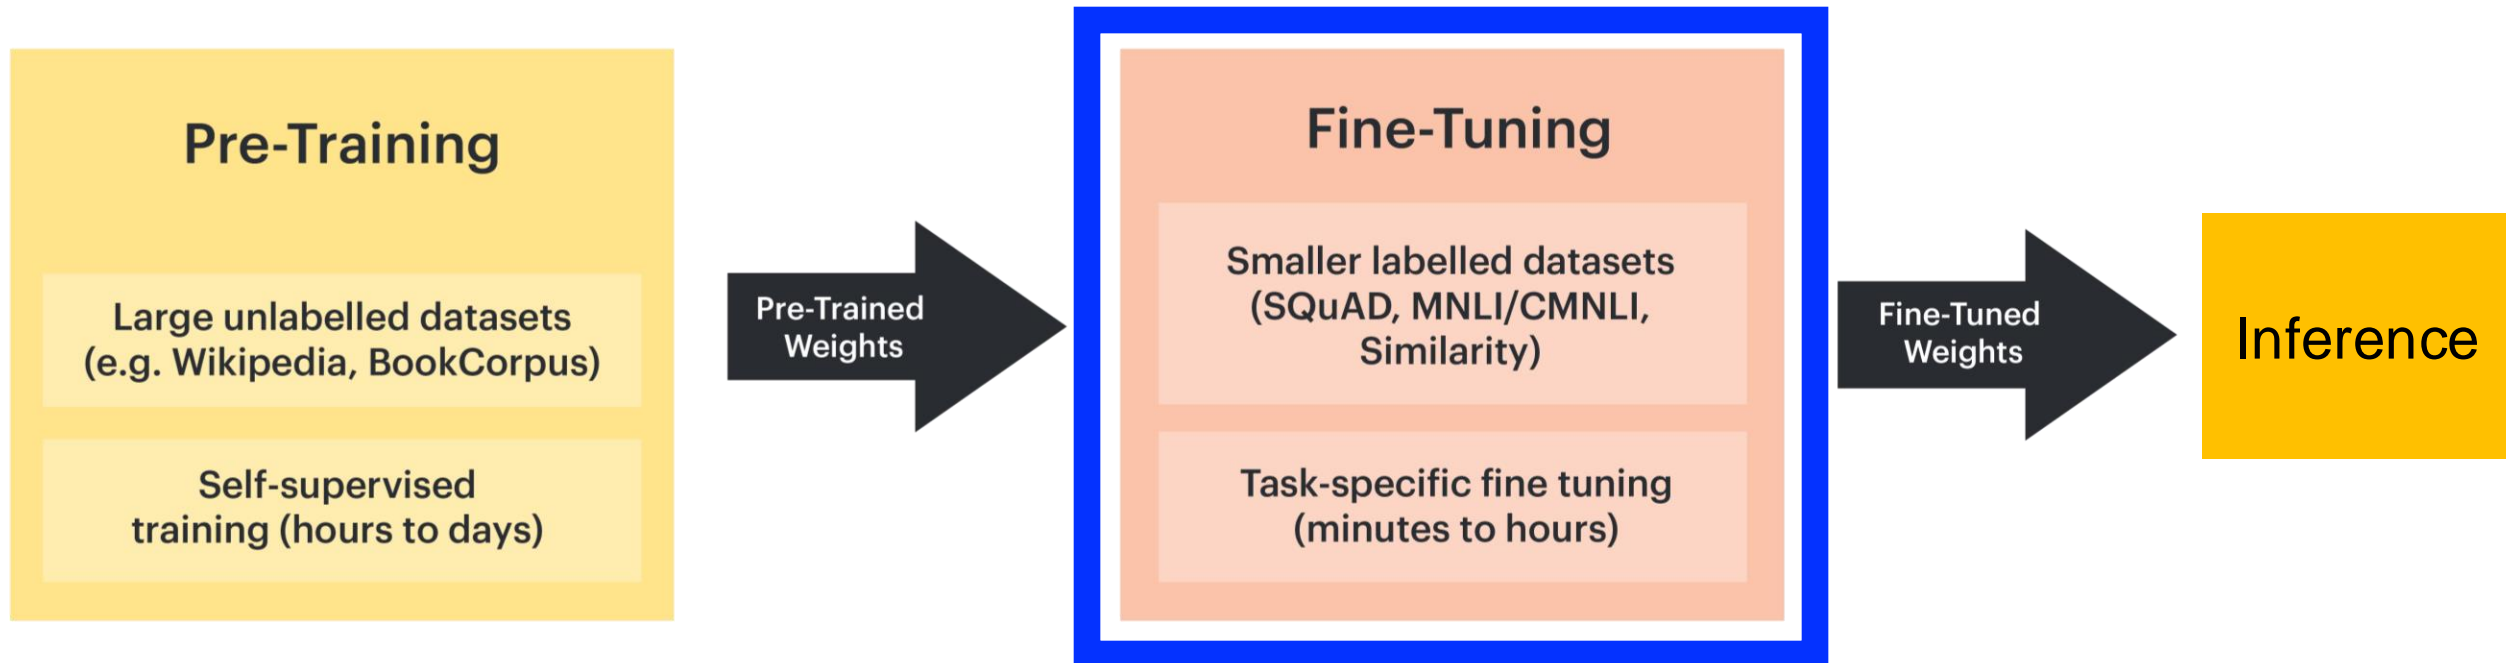 Pre-Training
Large unlabelled datasets
(e.g. Wikipedia, BookCorpus)
Self-supervised
training (hours to days)
Pre-Trained
Weights
Fine-Tuning
Smaller labelled datasets
(SQuAD, MNLI/CMNLI,
Similarity)
Task-specific fine tuning
(minutes to hours)
Fine-Tuned
Weights
Inference